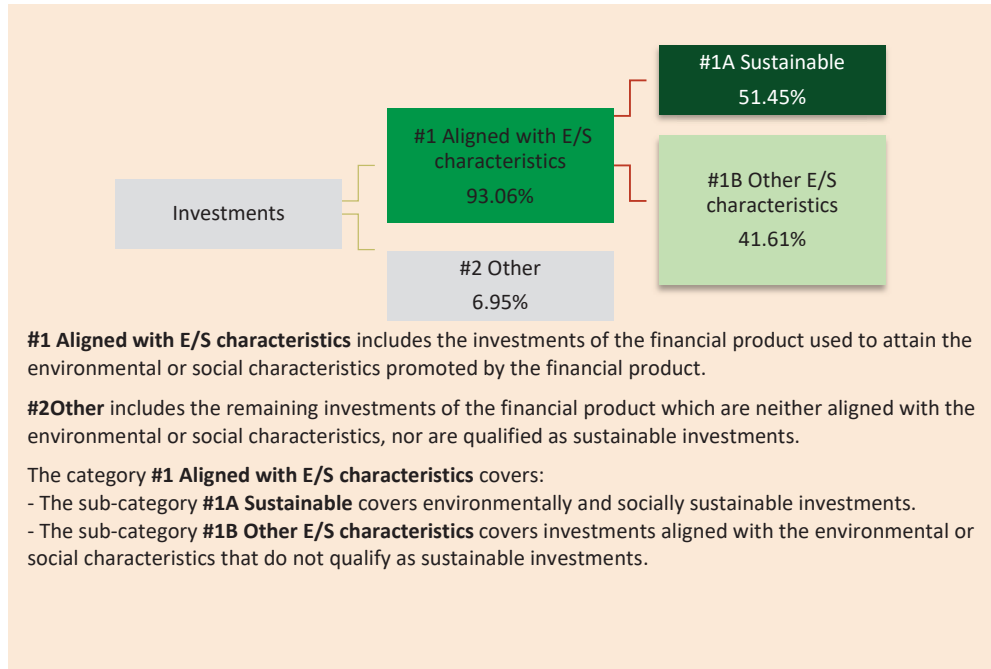 #1A Sustainable
51.45%
#1 Aligned with E/S
characteristics
93.06%
#1B Other E/S
characteristics
41.61%
Investments
#2 Other
6.95%
#1 Aligned with E/S characteristics includes the investments of the financial product used to attain the
environmental or social characteristics promoted by the financial product.
#2Other includes the remaining investments of the financial product which are neither aligned with the
environmental or social characteristics, nor are qualified as sustainable investments.
The category #1 Aligned with E/S characteristics covers:
- The sub-category #1A Sustainable covers environmentally and socially sustainable investments.
- The sub-category #1B Other E/S characteristics covers investments aligned with the environmental or
social characteristics that do not qualify as sustainable investments.